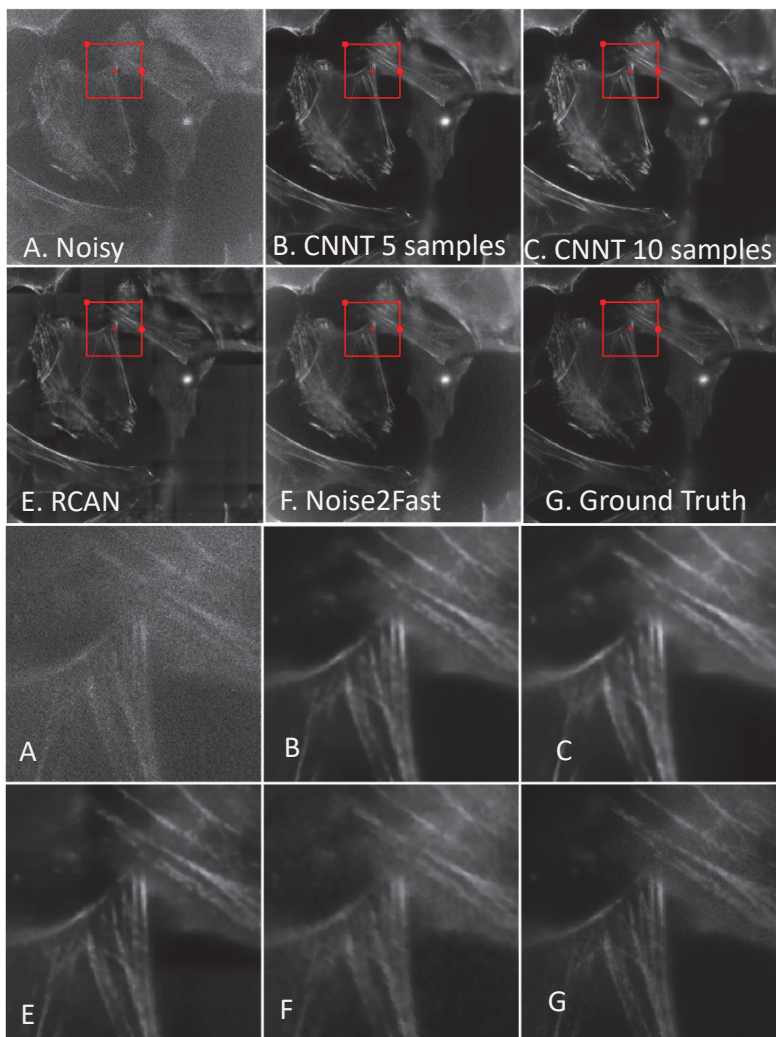 A. Noisy
B. CNNT 5 samples
C. CNNT 10 samples
E. RCAN
F. Noise2Fast
G. Ground Truth
A
B
C
E
F
G